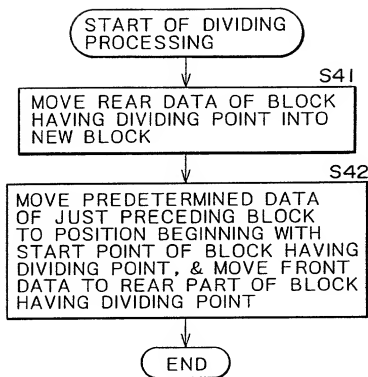 START OF DIVIDING
PROCESSING
S41
MOVE REAR DATA OF BLOCK
HAVING DIVIDING POINT INTO
NEW BLOCK
S42
MOVE PREDETERMINED DATA
OF JUST PRECEDING BLOCK
TO POSITION BEGINNING WITH
START POINT OF BLOCK HAVING
DIVIDING POINT, & MOVE FRONT
DATA TO REAR PART OF BLOCK
HAVING DIVIDING POINT
END